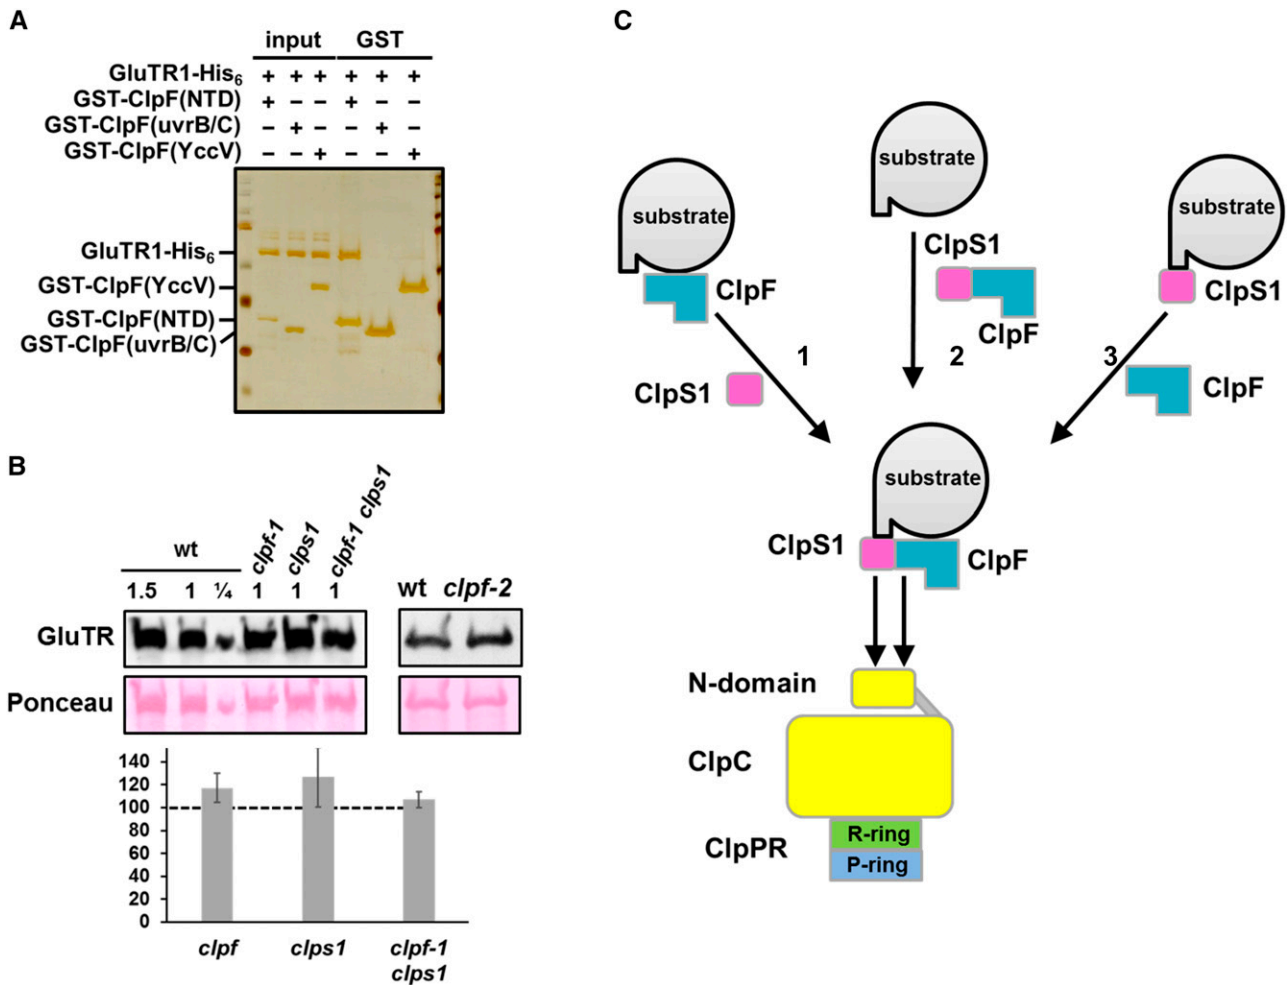 A
input GST
GluTR1-His6 + + + + + +
GST-ClpF(NTD) + – – + – –
GST-ClpF(uvrB/C) – + – – + –
GST-ClpF(YccV) – – + – – +
GluTR1-His6
GST-ClpF(YccV)
GST-ClpF(NTD)
GST-ClpF(uvrB/C)
B
wt clpf-1 clps1 clpf-1 clps1
1.5 1 ¼ 1 1 1
wt clpf-2
GluTR
Ponceau
140
120
100
80
60
40
20
0
clpf clps1 clpf-1
clps1
C
substrate
substrate
substrate
ClpF
ClpS1
ClpF
ClpS1
1
2
3
ClpS1
ClpF
substrate
ClpS1
ClpF
N-domain
ClpC
ClpPR
R-ring
P-ring